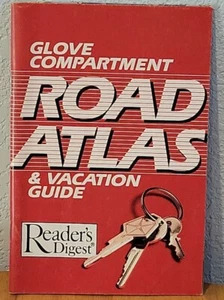 GLOVE
COMPARTMENT
ROAD
ATLAS
& VACATION
GUIDE
Reader's
Digest